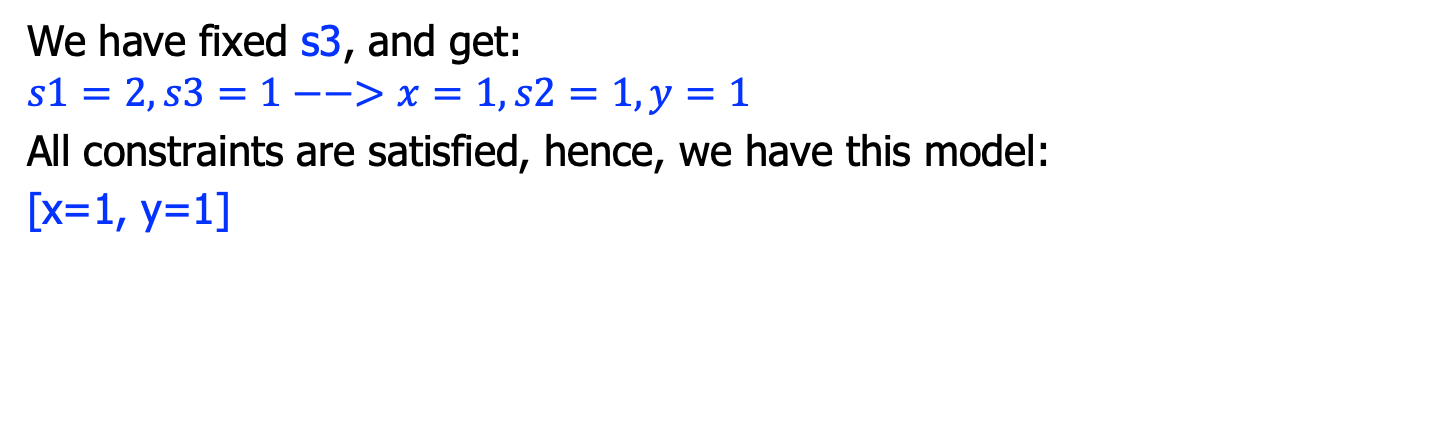 We have fixed s3, and get:
s1 = 2, s3 = 1 −−> x = 1, s2 = 1, y = 1
All constraints are satisfied, hence, we have this model:
[x=1, y=1]